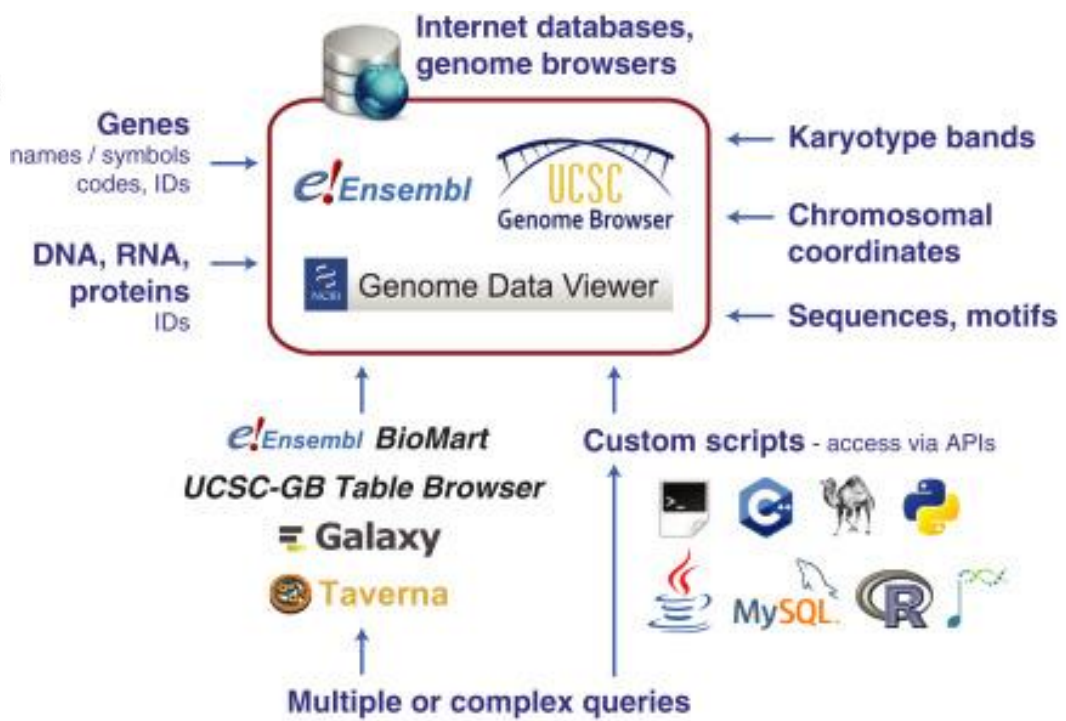 Internet databases,
genome browsers
Genes
names / symbols
codes, IDs
DNA, RNA,
proteins
IDs
e!Ensembl
UCSC
Genome Browser
NCBI
Genome Data Viewer
Karyotype bands
Chromosomal
coordinates
Sequences, motifs
e!Ensembl BioMart
UCSC-GB Table Browser
Galaxy
Taverna
Custom scripts - access via APIs
>_
C++
MySQL
R
Multiple or complex queries